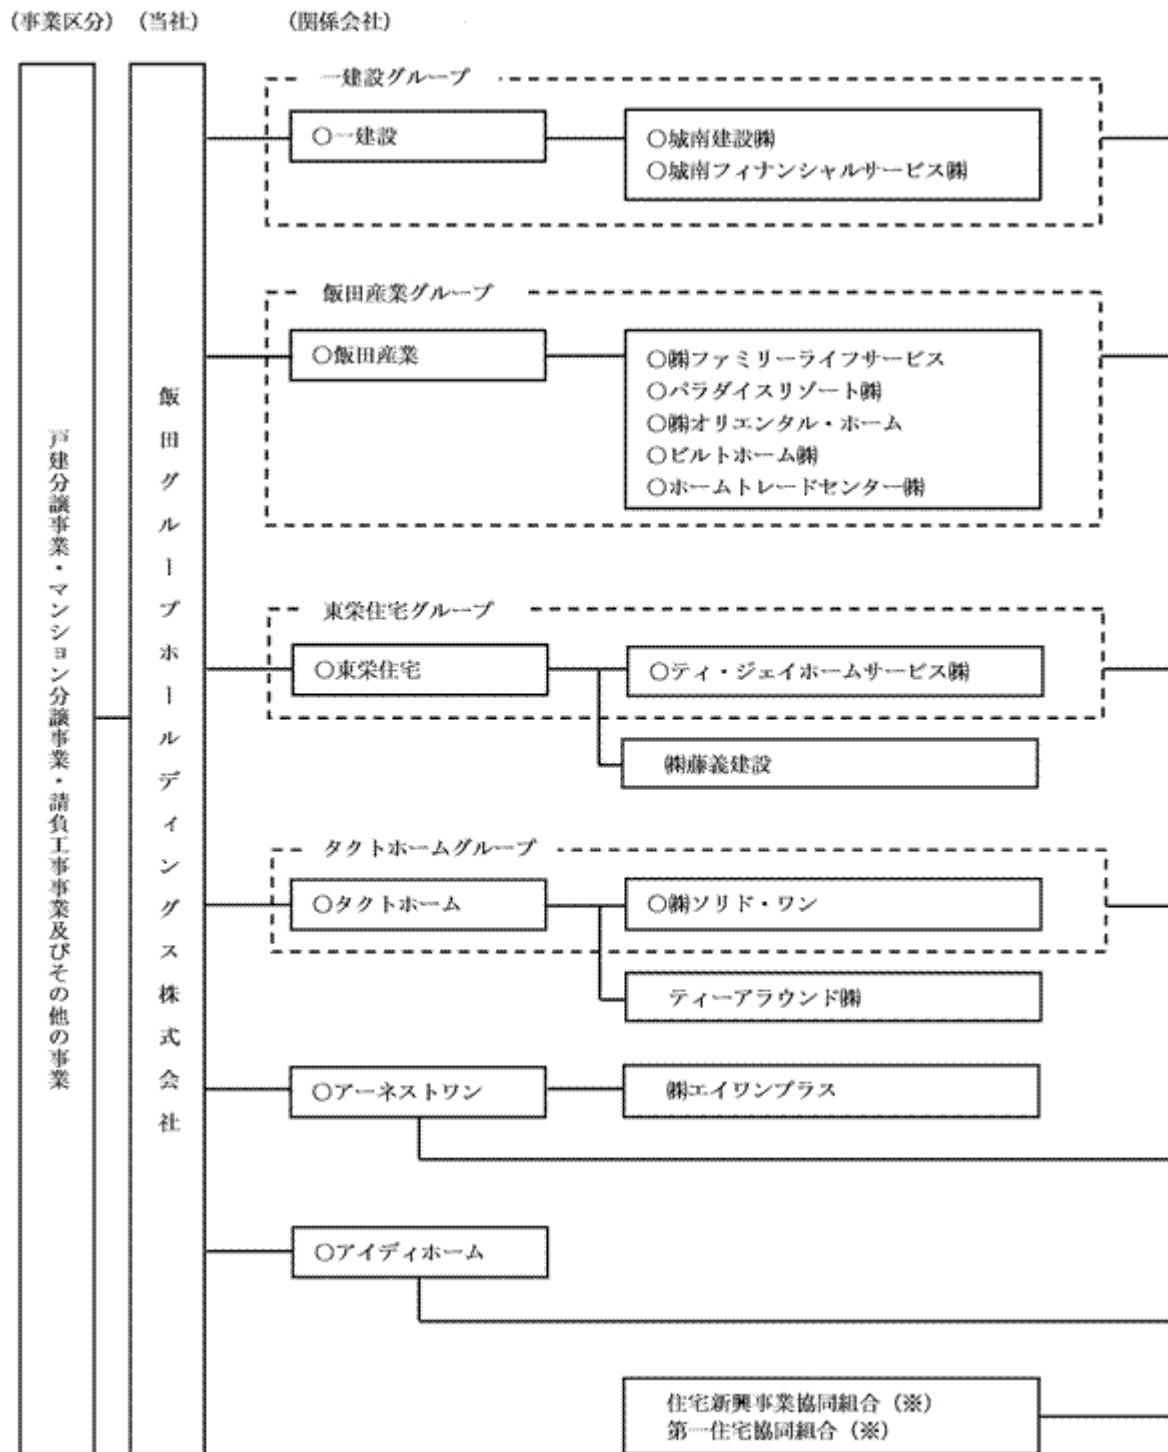 (事業区分) (当社) (関係会社)
戸建分譲事業・マンション分譲事業・請負工事事業及びその他の事業
飯田グループホールディングス株式会社
一建設グループ
○一建設
○城南建設㈱
○城南フィナンシャルサービス㈱
飯田産業グループ
○飯田産業
○㈱ファミリーライフサービス
○パラダイスリゾート㈱
○㈱オリエンタル・ホーム
○ビルトホーム㈱
○ホームトレードセンター㈱
東栄住宅グループ
○東栄住宅
○ティ・ジェイホームサービス㈱
㈱藤義建設
タクトホームグループ
○タクトホーム
○㈱ソリド・ワン
ティーアラウンド㈱
○アーネストワン
㈱エイワンプラス
○アイディホーム
住宅新興事業協同組合 (※)
第一住宅協同組合 (※)